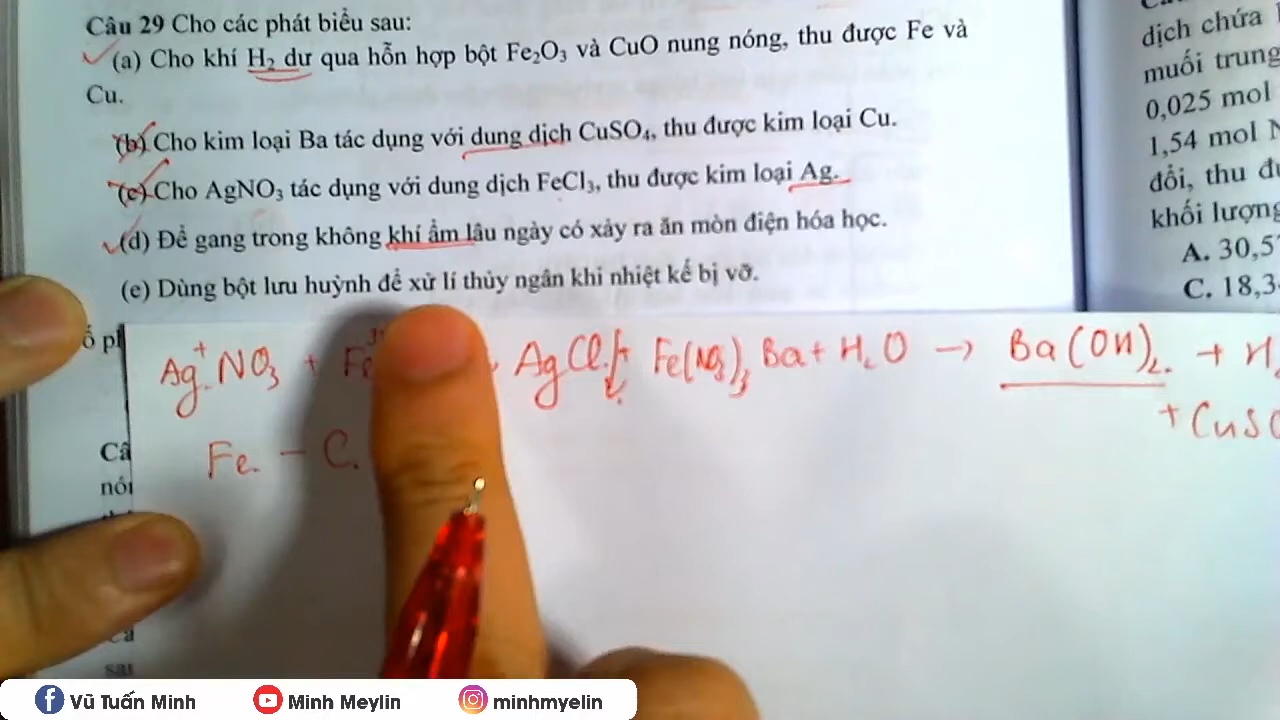 Câu 29 Cho các phát biểu sau:
(a) Cho khí H₂ dư qua hỗn hợp bột Fe₂O₃ và CuO nung nóng, thu được Fe và
Cu.
(b) Cho kim loại Ba tác dụng với dung dịch CuSO₄, thu được kim loại Cu.
(c) Cho AgNO₃ tác dụng với dung dịch FeCl₃, thu được kim loại Ag.
(d) Để gang trong không khí ẩm lâu ngày có xảy ra ăn mòn điện hóa học.
(e) Dùng bột lưu huỳnh để xử lí thủy ngân khi nhiệt kế bị vỡ.
dịch chứa
muối trung
0,025 mol
1,54 mol
đổi, thu
khối lượng
A. 30,5
C. 18,3
Ag⁺NO₃ + Fe AgCl↓ + Fe(NO₃)₃ Ba + H₂O → Ba(OH)₂ + H₂
+ CuSO
Fe - C.
Vũ Tuấn Minh
Minh Meylin
minhmyelin